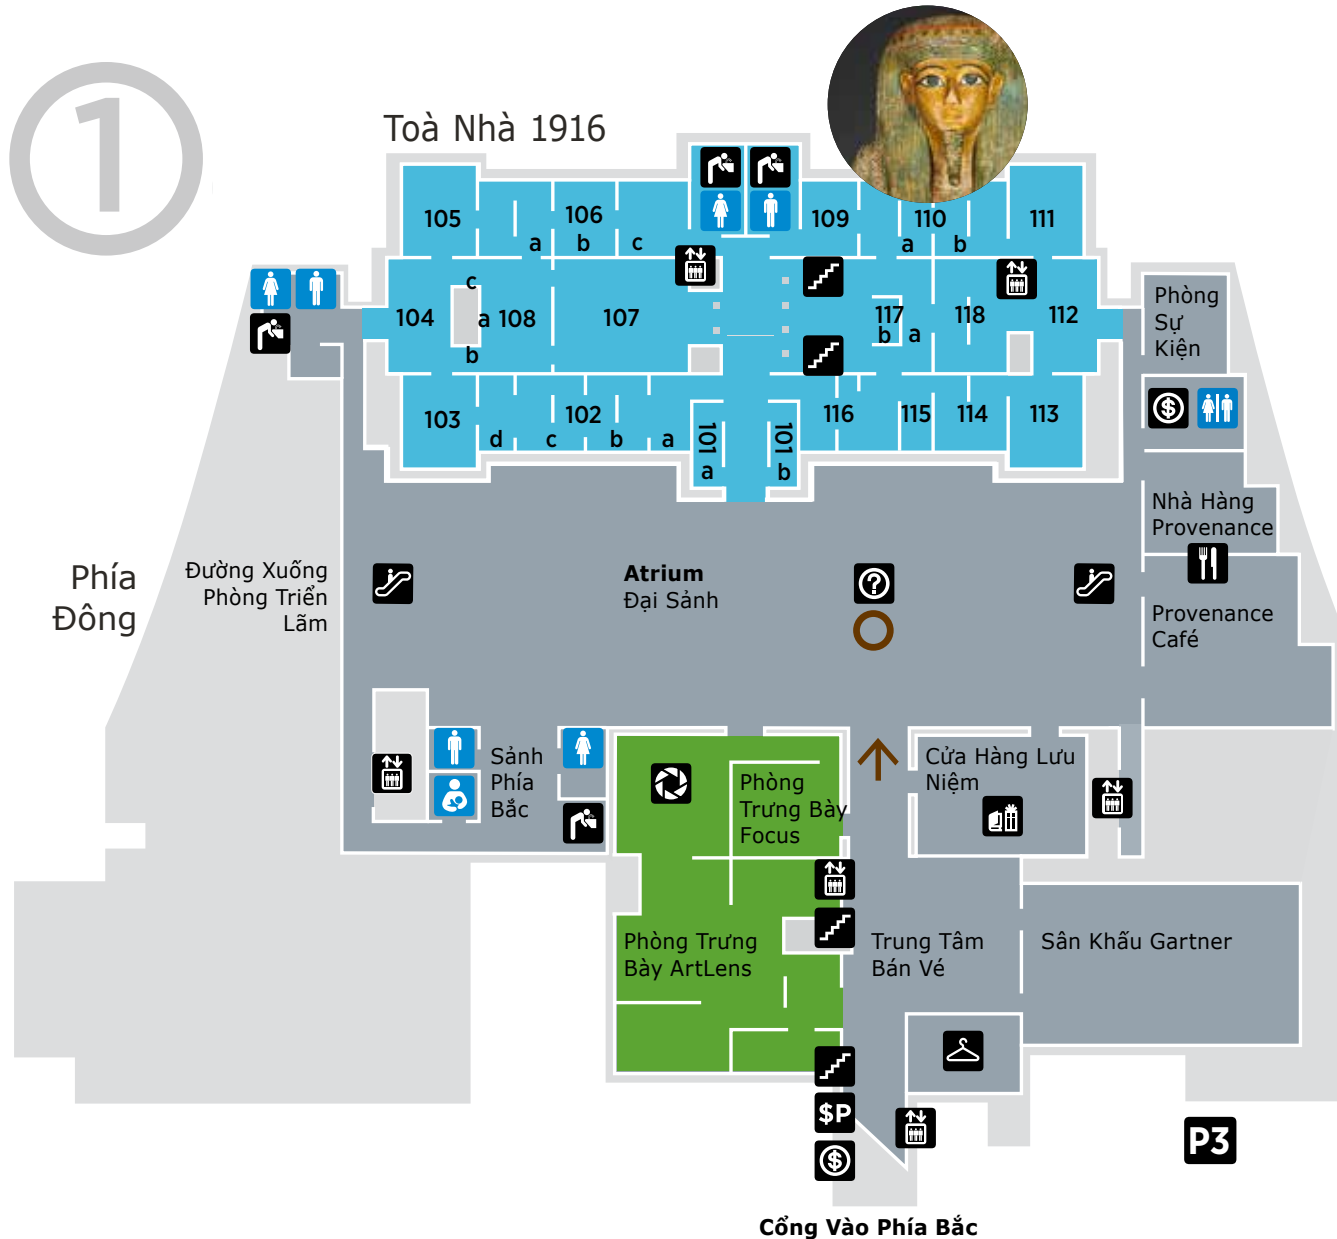 1
Toà Nhà 1916
105
106
a
b
c
109
110
a
b
111
104
c
a
108
b
107
117
b
a
118
112
Phòng
Sự
Kiện
103
102
d
c
b
a
101
a
101
b
116
115
114
113
$
Nhà Hàng
Provenance
Phía
Đông
Đường Xuống
Phòng Triển
Lãm
Atrium
Đại Sảnh
?
Provenance
Café
Sảnh
Phía
Bắc
Phòng
Trưng Bày
Focus
Cửa Hàng Lưu
Niệm
Phòng Trưng
Bày ArtLens
Trung Tâm
Bán Vé
Sân Khấu Gartner
$P
$
P3
Cổng Vào Phía Bắc